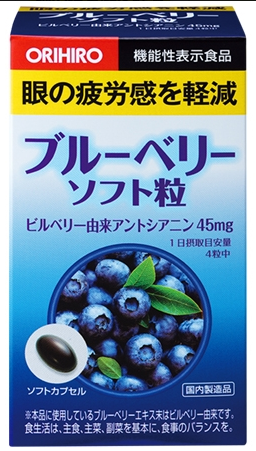 ORIHIRO 機能性表示食品
眼の疲労感を軽減
ブルーベリー
ソフト粒
ビルベリー由来アントシアニン 45mg
1日摂取目安量
4粒中
ソフトカプセル
国内製造品
※本品に使用しているブルーベリーエキス末はビルベリー由来です。
食生活は、主食、主菜、副菜を基本に、食事のバランスを。